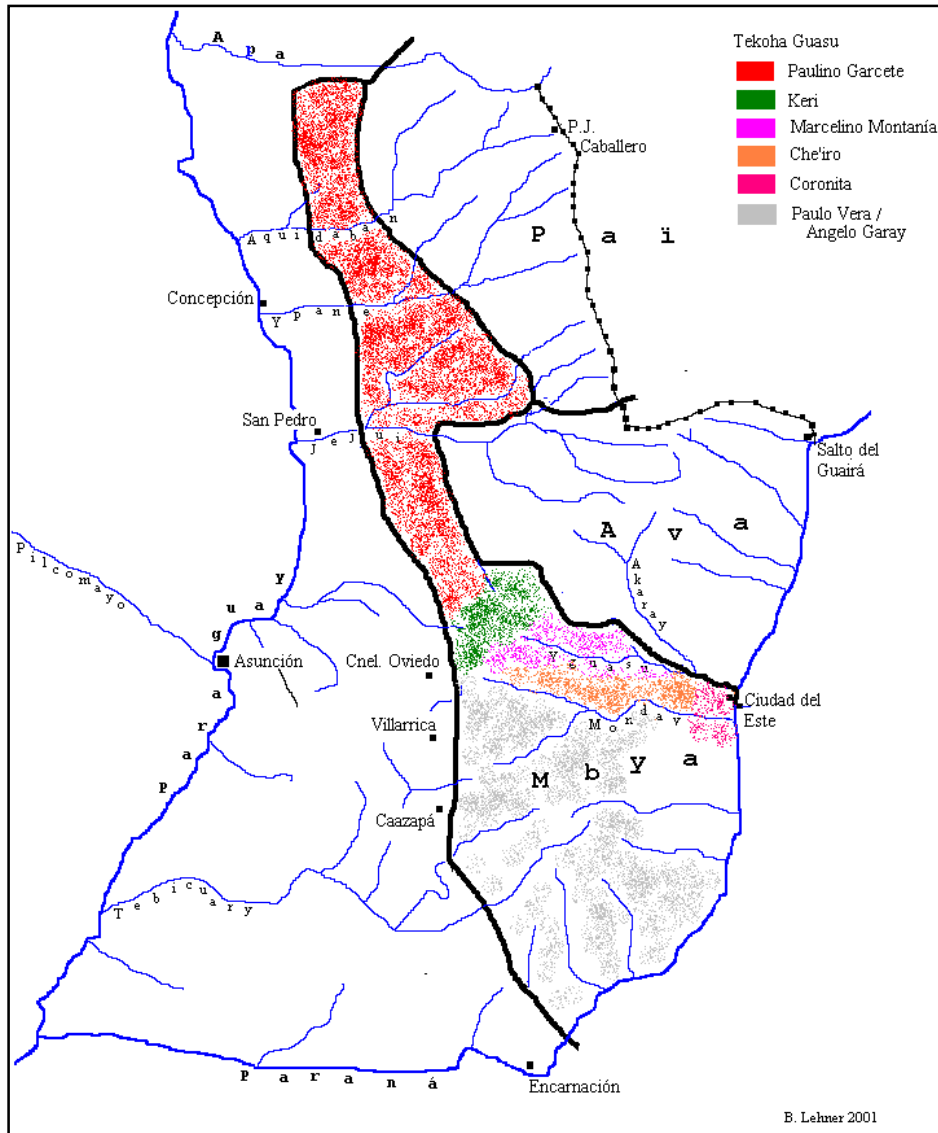 Tekoha Guasu
Paulino Garcete
Keri
Marcelino Montanía
Che'iro
Coronita
Paulo Vera /
Angelo Garay
Apa
P.J.
Caballero
Paï
Aquidaban
Concepción
Ypane
San Pedro
JeJui
Salto del
Guairá
Ava
Akaray
Pilcomayo
Paraguay
Asunción
Cnel. Oviedo
Yguasu
Ciudad del
Este
Monday
Villarrica
Mbya
Caazapá
Tebicuary
Paraná
Encarnación
B. Lehner 2001